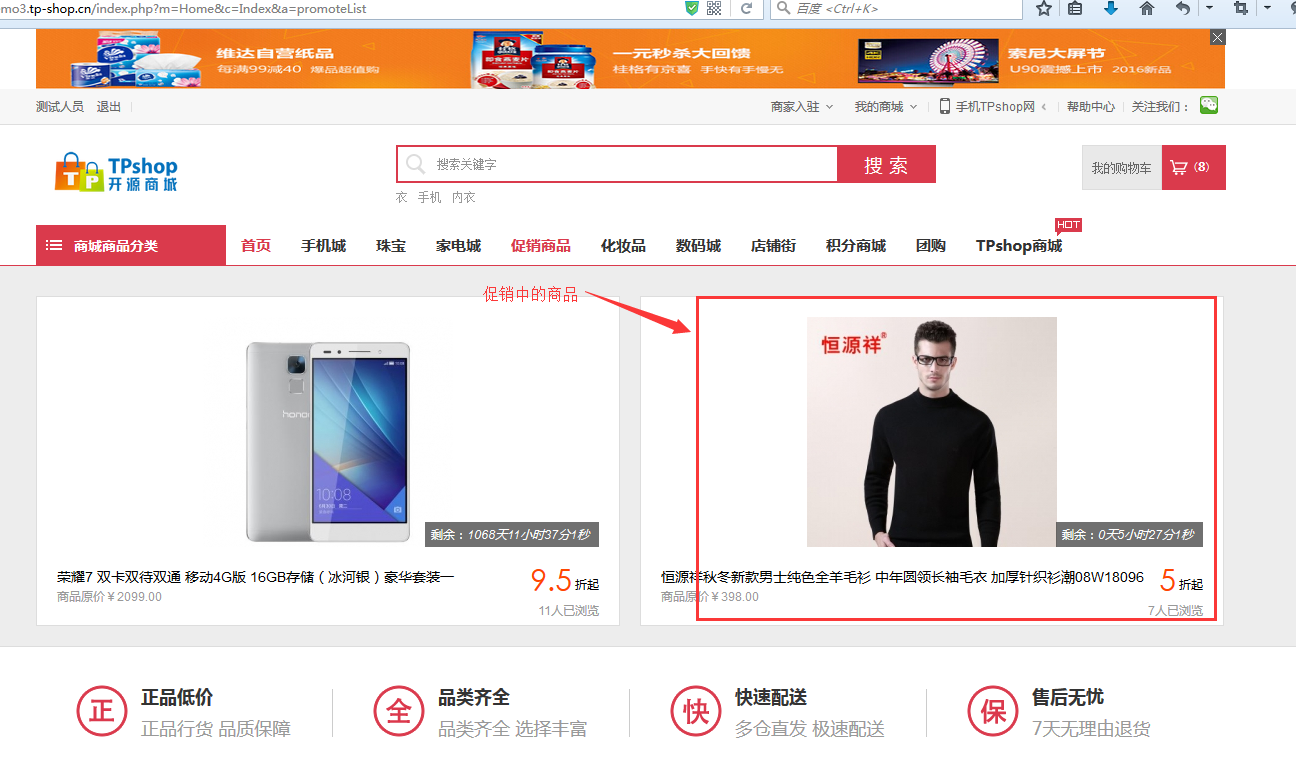 mo3.tp-shop.cn/index.php?m=Home&c=Index&a=promoteList
百度 <Ctrl+K>
维达自营纸品
每满99减40 爆品超值购
一元秒杀大回馈
桂格有京喜 手快有手慢无
索尼大屏节
U90震撼上市 2016新品
测试人员 退出
商家入驻 我的商城 手机TPshop网 帮助中心 关注我们：
TPshop
开源商城
搜索关键字
搜 索
我的购物车 (8)
衣 手机 内衣
HOT
商城商品分类 首页 手机城 珠宝 家电城 促销商品 化妆品 数码城 店铺街 积分商城 团购 TPshop商城
促销中的商品
honor
10:08
剩余：1068天11小时37分1秒
荣耀7 双卡双待双通 移动4G版 16GB存储（冰河银）豪华套装一
9.5 折起
商品原价￥2099.00
11人已浏览
恒源祥®
剩余：0天5小时27分1秒
恒源祥秋冬新款男士纯色全羊毛衫 中年圆领长袖毛衣 加厚针织衫潮08W18096
5 折起
商品原价￥398.00
7人已浏览
正 正品低价
正品行货 品质保障
全 品类齐全
品类齐全 选择丰富
快 快速配送
多仓直发 极速配送
保 售后无忧
7天无理由退货